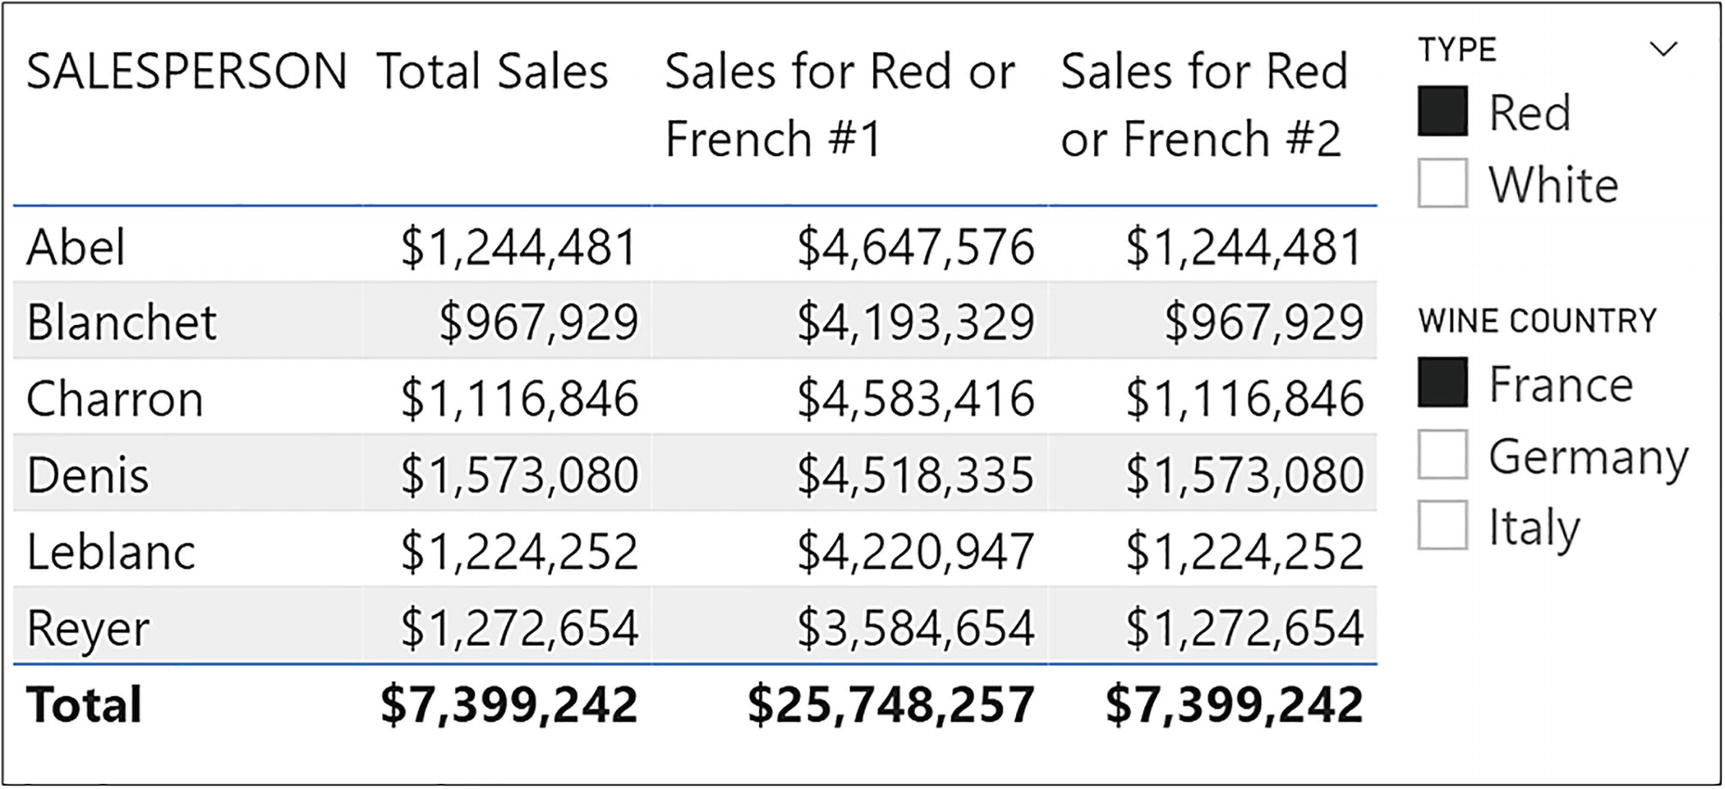 SALESPERSON Total Sales Sales for Red or Sales for Red
French #1 or French #2
Abel $1,244,481 $4,647,576 $1,244,481
Blanchet $967,929 $4,193,329 $967,929
Charron $1,116,846 $4,583,416 $1,116,846
Denis $1,573,080 $4,518,335 $1,573,080
Leblanc $1,224,252 $4,220,947 $1,224,252
Reyer $1,272,654 $3,584,654 $1,272,654
Total $7,399,242 $25,748,257 $7,399,242
TYPE
Red
White
WINE COUNTRY
France
Germany
Italy